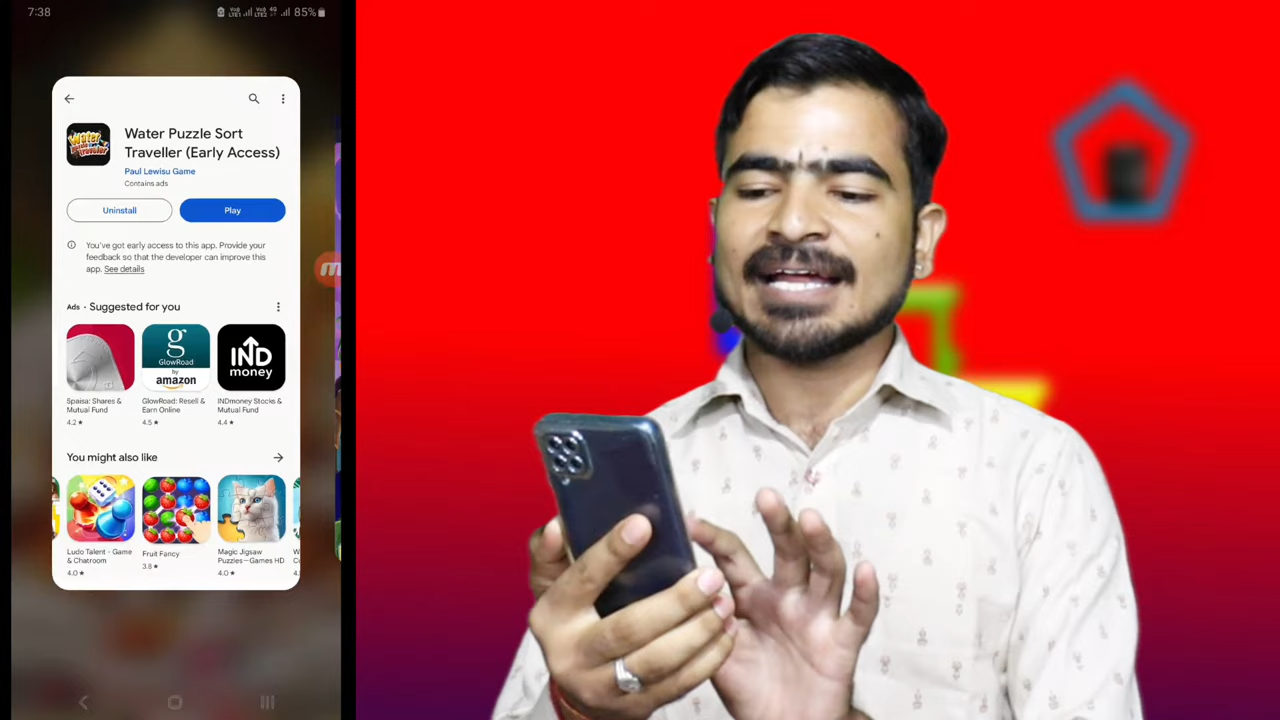 7:38
85%
Water Puzzle Sort
Traveller (Early Access)
Paul Lewisu Game
Contains ads
Uninstall
Play
You've got early access to this app. Provide your
feedback so that the developer can improve this
app. See details
Ads · Suggested for you
g
GlowRoad
by
amazon
IND
money
5paisa: Shares &
Mutual Fund
4.2 ★
GlowRoad: Resell &
Earn Online
4.5 ★
INDmoney Stocks &
Mutual Fund
4.4 ★
You might also like
Ludo Talent - Game
& Chatroom
4.0 ★
Fruit Fancy
3.8 ★
Magic Jigsaw
Puzzles-Games HD
4.0 ★